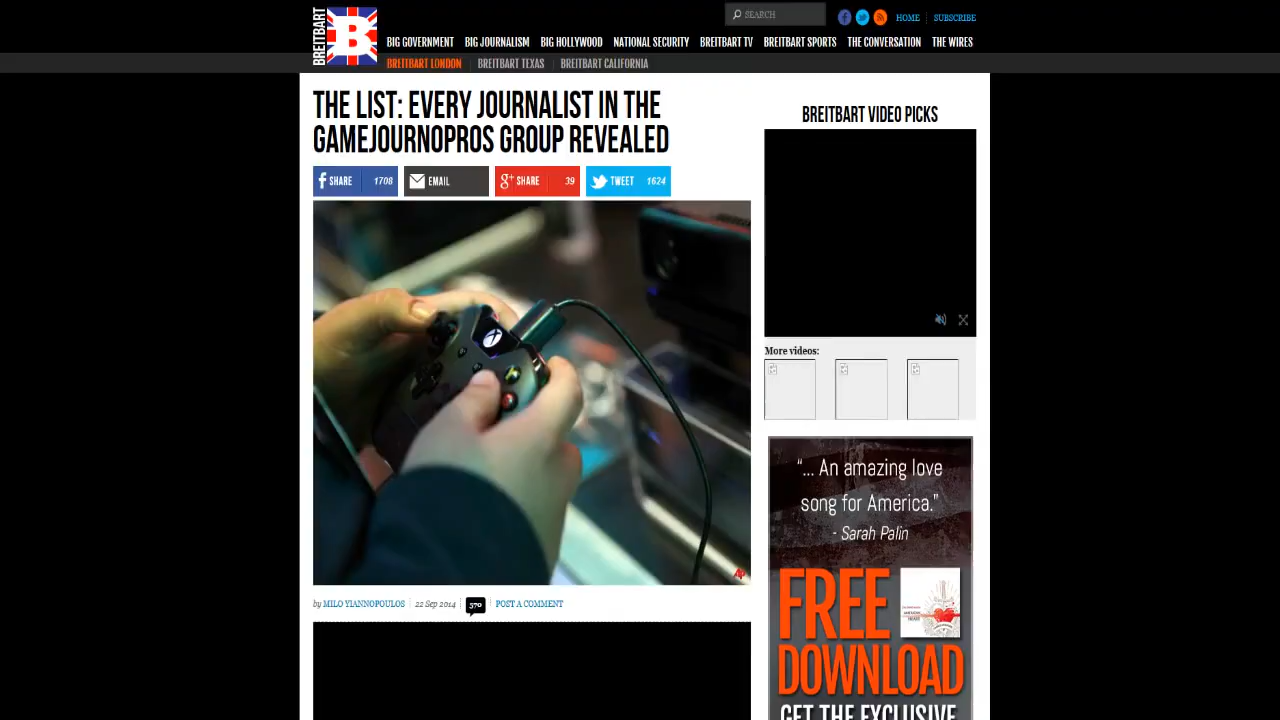 BREITBART
B
SEARCH
HOME
SUBSCRIBE
BIG GOVERNMENT
BIG JOURNALISM
BIG HOLLYWOOD
NATIONAL SECURITY
BREITBART TV
BREITBART SPORTS
THE CONVERSATION
THE WIRES
BREITBART LONDON
BREITBART TEXAS
BREITBART CALIFORNIA
THE LIST: EVERY JOURNALIST IN THE
GAMEJOURNOPROS GROUP REVEALED
SHARE 1708
EMAIL
g+ SHARE 39
TWEET 1624
by MILO YIANNOPOULOS
22 Sep 2014
370
POST A COMMENT
BREITBART VIDEO PICKS
More videos:
"... An amazing love
song for America."
- Sarah Palin
FREE
DOWNLOAD
GET THE EXCLUSIVE